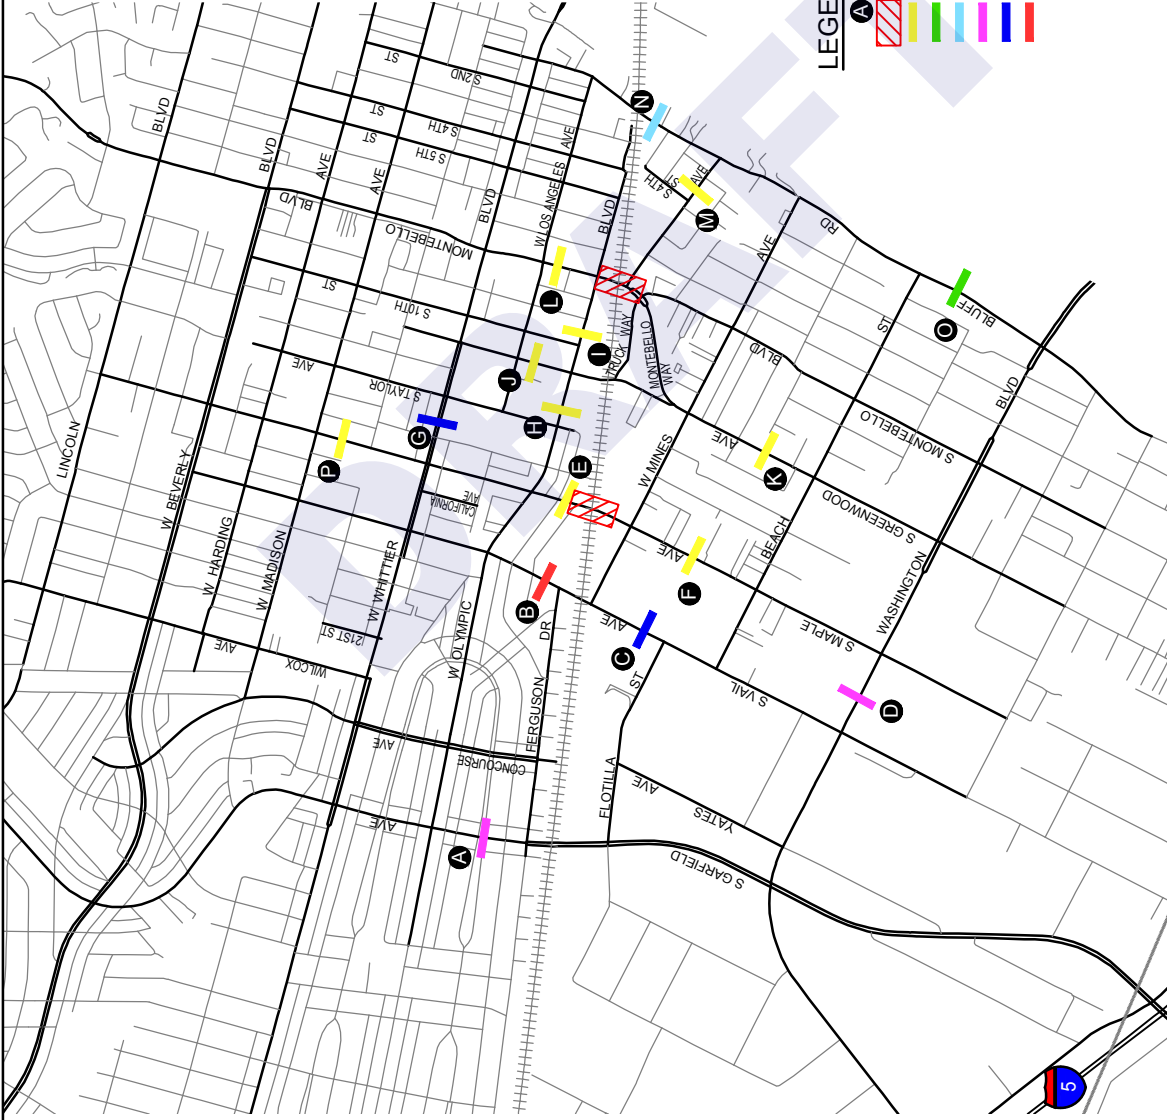 LINCOLN
BLVD
W BEVERLY
BLVD
W HARDING
AVE
W MADISON
AVE
W WHITTIER
BLVD
W OLYMPIC
W LOS ANGELES
AVE
BLVD
FERGUSON
DR
FLOTILLA
ST
W MINES
AVE
BEACH
ST
WASHINGTON
BLVD
TRUCK WAY
MONTEBELLO
WAY
S GARFIELD
AVE
YATES
AVE
CONCOURSE
AVE
WILCOX
AVE
21ST ST
S VAIL
AVE
S MAPLE
AVE
CALIFORNIA
AVE
S TAYLOR
AVE
S GREENWOOD
AVE
S 10TH
ST
MONTEBELLO
BLVD
S MONTEBELLO
BLVD
S 5TH
ST
S 4TH
ST
S 4TH
ST
AVE
S 2ND
ST
BLUFF
RD
A
B
C
D
E
F
G
H
I
J
K
L
M
N
O
P
5
LEGE
A
DRAFT